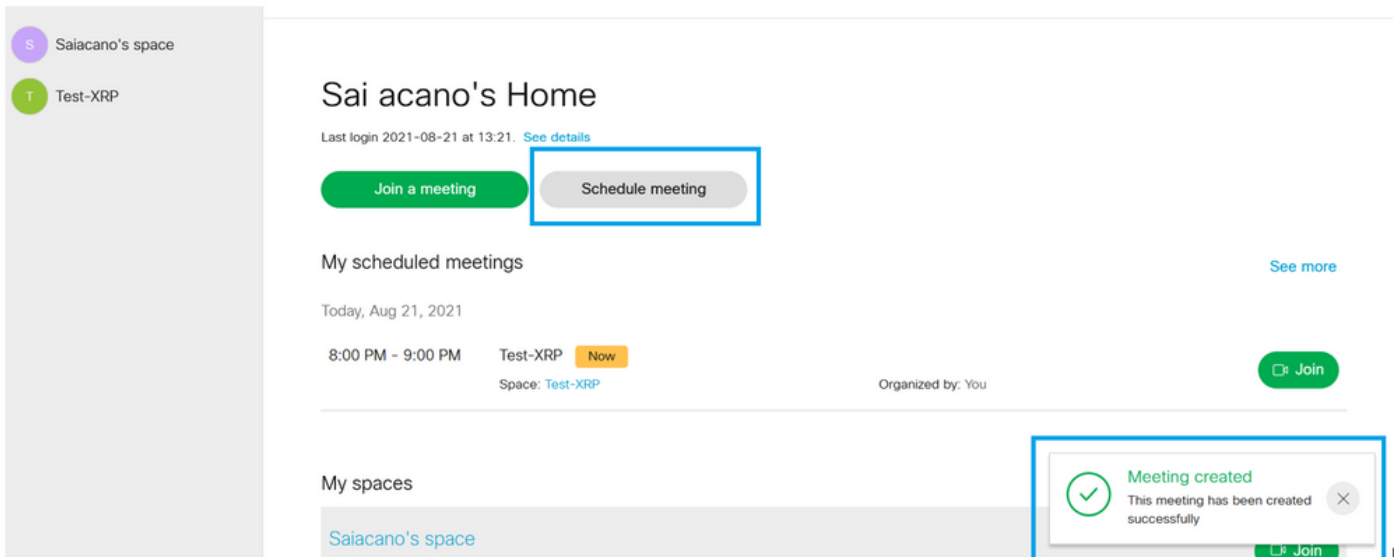 S Saiacano's space
T Test-XRP
Sai acano's Home
Last login 2021-08-21 at 13:21. See details
Join a meeting
Schedule meeting
My scheduled meetings
See more
Today, Aug 21, 2021
8:00 PM - 9:00 PM Test-XRP Now
Space: Test-XRP
Organized by: You
Join
My spaces
Saiacano's space
Meeting created
This meeting has been created
successfully
Join